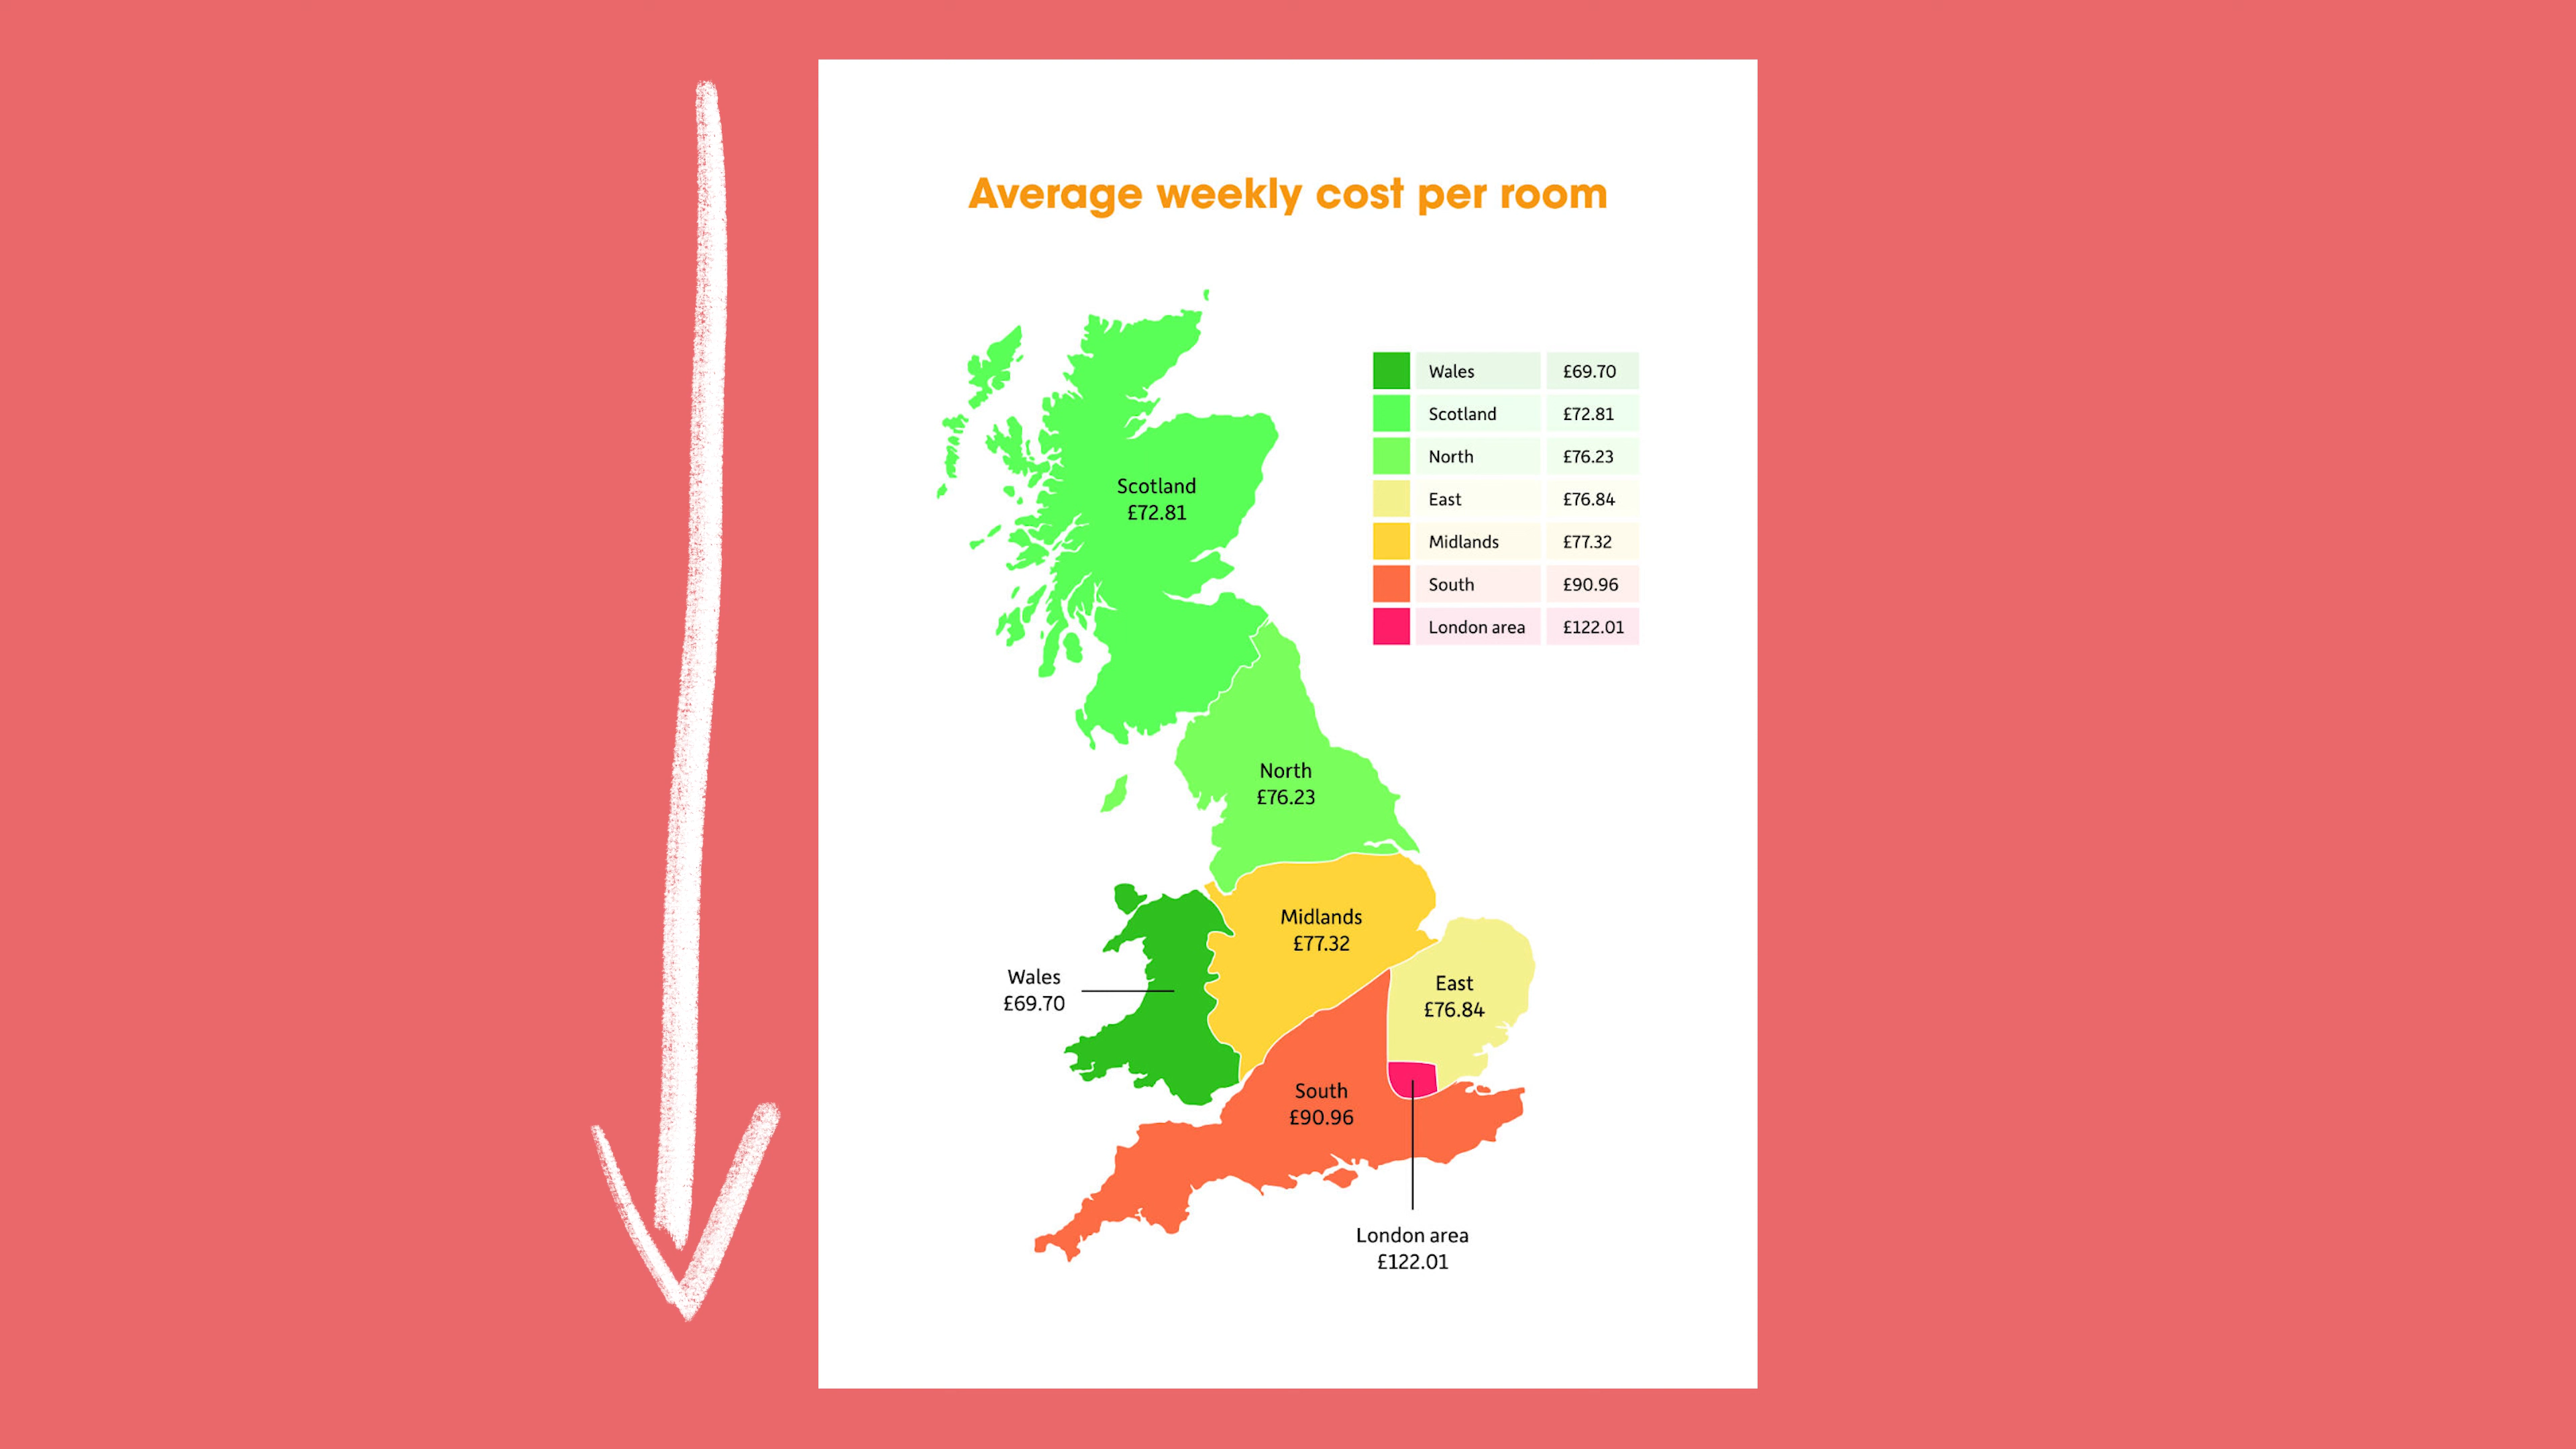 Average weekly cost per room
Wales £69.70
Scotland £72.81
North £76.23
East £76.84
Midlands £77.32
South £90.96
London area £122.01
Scotland
£72.81
North
£76.23
Midlands
£77.32
Wales
£69.70
East
£76.84
South
£90.96
London area
£122.01